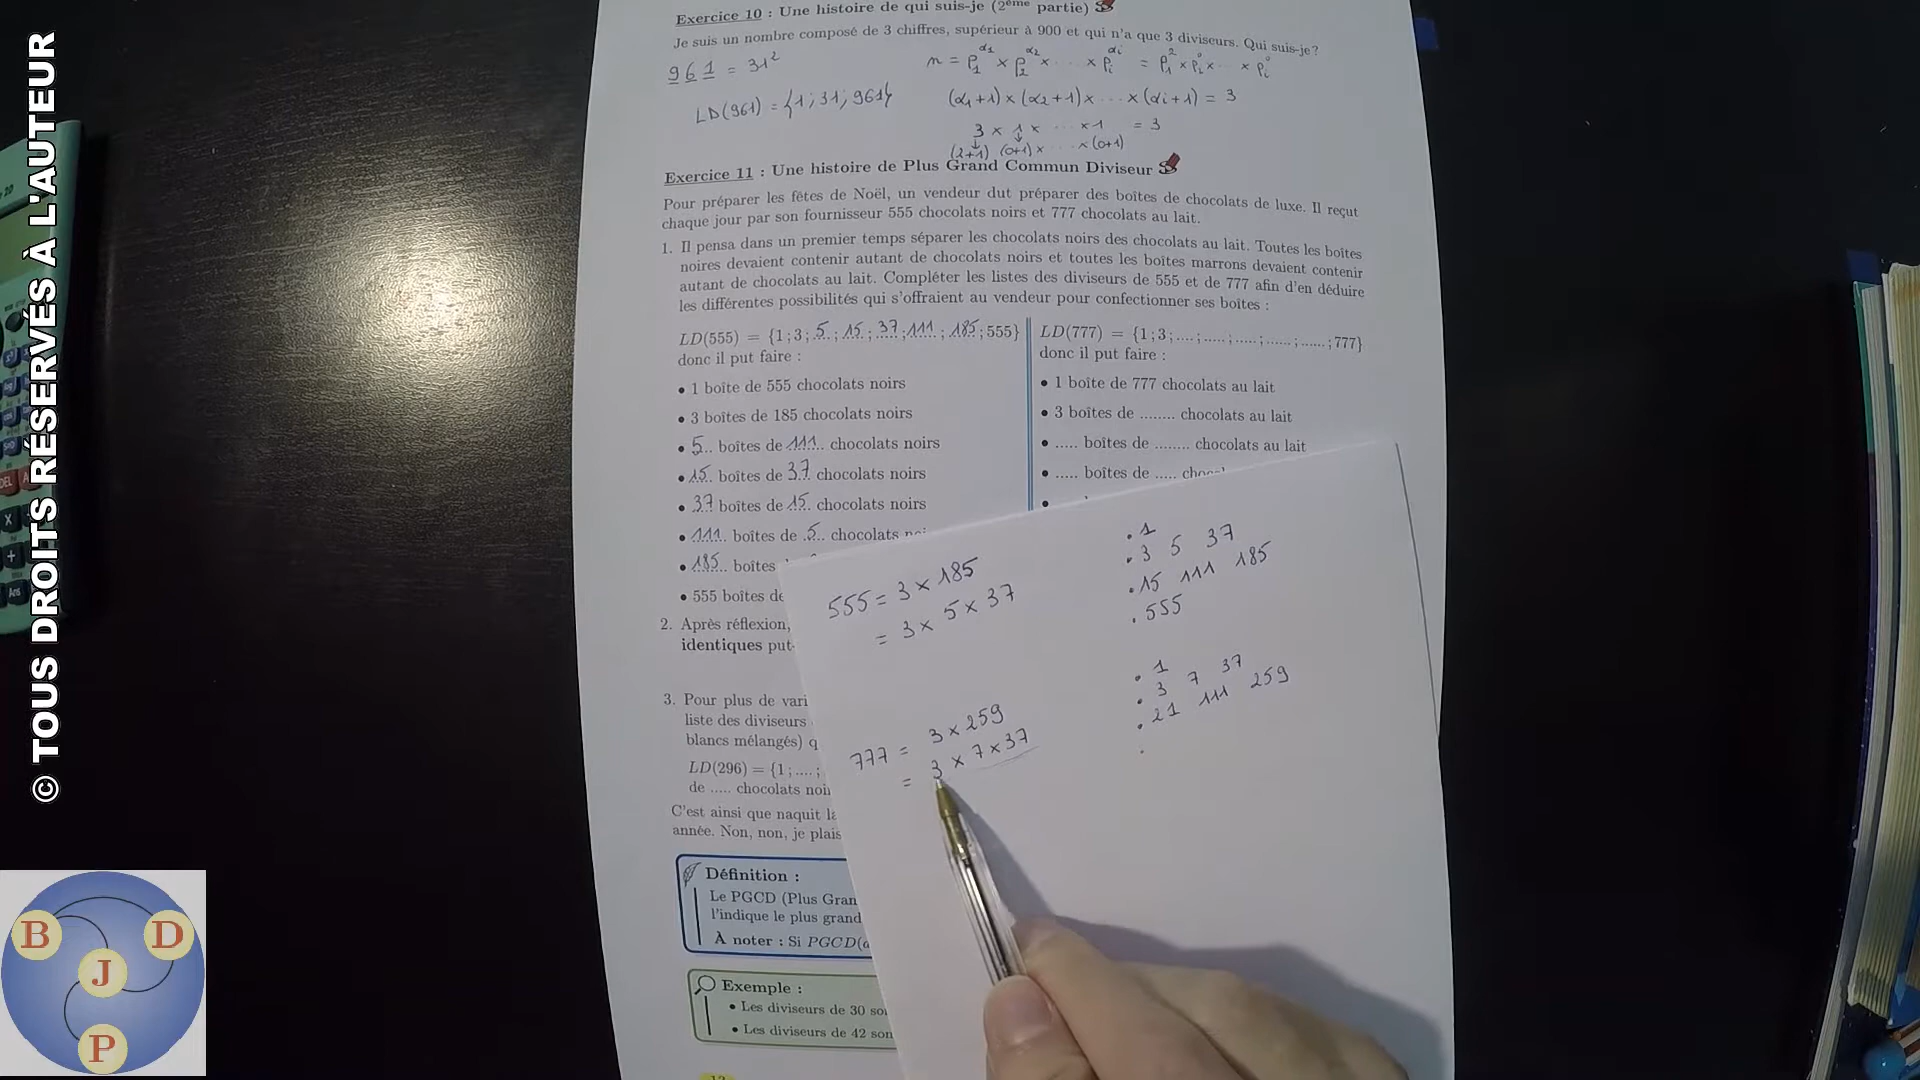 © TOUS DROITS RÉSERVÉS À L'AUTEUR
Exercice 10 : Une histoire de qui suis-je (2ème partie)
Je suis un nombre composé de 3 chiffres, supérieur à 900 et qui n'a que 3 diviseurs. Qui suis-je?
961 = 31²
n = p₁^α₁ × p₂^α₂ × ... × pᵢ^αᵢ = p₁² × pᵢ⁰ × ... × pᵢ⁰
LD(961) = {1 ; 31 ; 961}
(α₁+1) × (α₂+1) × ... × (αᵢ+1) = 3
3 × 1 × ... × 1 = 3
(2+1) (0+1) × ... × (0+1)
Exercice 11 : Une histoire de Plus Grand Commun Diviseur
Pour préparer les fêtes de Noël, un vendeur dut préparer des boîtes de chocolats de luxe. Il reçut
chaque jour par son fournisseur 555 chocolats noirs et 777 chocolats au lait.
1. Il pensa dans un premier temps séparer les chocolats noirs des chocolats au lait. Toutes les boîtes
noires devaient contenir autant de chocolats noirs et toutes les boîtes marrons devaient contenir
autant de chocolats au lait. Compléter les listes des diviseurs de 555 et de 777 afin d'en déduire
les différentes possibilités qui s'offraient au vendeur pour confectionner ses boîtes :
LD(555) = {1 ; 3 ; 5 ; 15 ; 37 ; 111 ; 185 ; 555}
donc il put faire :
• 1 boîte de 555 chocolats noirs
• 3 boîtes de 185 chocolats noirs
• 5 boîtes de 111 chocolats noirs
• 15 boîtes de 37 chocolats noirs
• 37 boîtes de 15 chocolats noirs
• 111 boîtes de 5 chocolats
• 185 boîtes
• 555 boîtes de
LD(777) = {1 ; 3 ; .... ; ..... ; ..... ; ...... ; ...... ; 777}
donc il put faire :
• 1 boîte de 777 chocolats au lait
• 3 boîtes de ........ chocolats au lait
• ..... boîtes de ........ chocolats au lait
• ..... boîtes de .....
•
2. Après réflexion,
identiques put
3. Pour plus de vari
liste des diviseurs
blancs mélangés) q
LD(296) = {1 ; .... ;
de ..... chocolats noi
C'est ainsi que naquit la
année. Non, non, je plais
Définition :
Le PGCD (Plus Gran
l'indique le plus grand
À noter : Si PGCD(
Exemple :
• Les diviseurs de 30 so
• Les diviseurs de 42 son
555 = 3 × 185
= 3 × 5 × 37
• 1
• 3 5 37
• 15 111 185
• 555
777 = 3 × 259
= 3 × 7 × 37
• 1
• 3 7 37
• 21 111 259
•
B
D
J
P